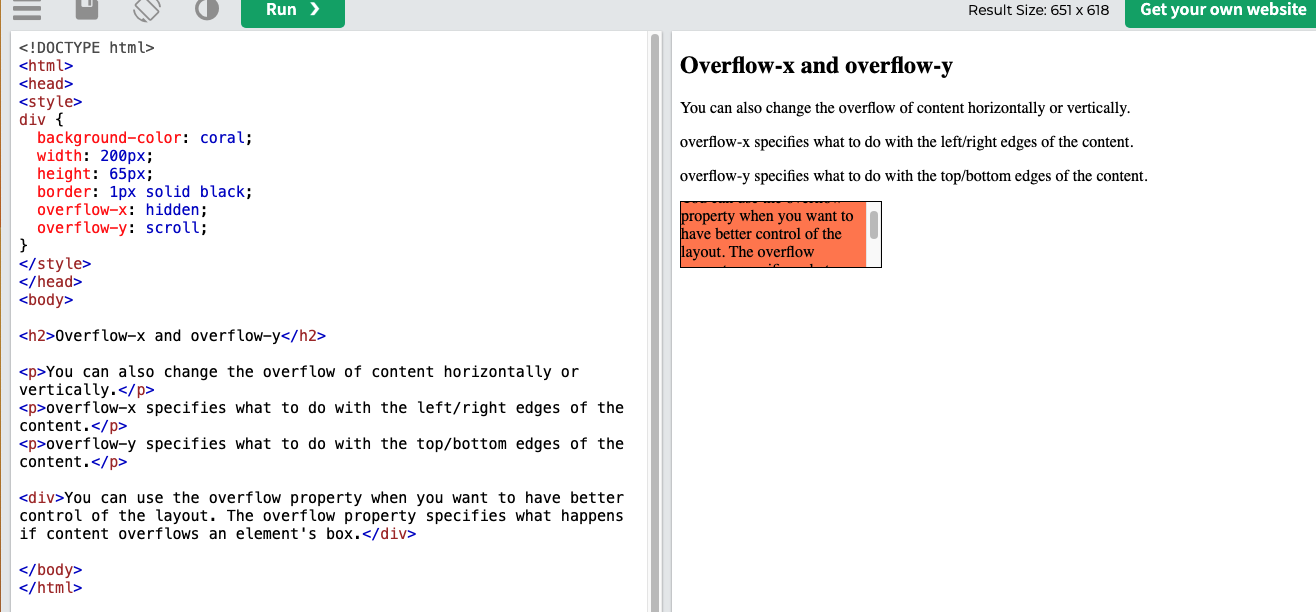 Run ❯
Result Size: 651 x 618
Get your own website
<!DOCTYPE html>
<html>
<head>
<style>
div {
  background-color: coral;
  width: 200px;
  height: 65px;
  border: 1px solid black;
  overflow-x: hidden;
  overflow-y: scroll;
}
</style>
</head>
<body>
<h2>Overflow-x and overflow-y</h2>
<p>You can also change the overflow of content horizontally or
vertically.</p>
<p>overflow-x specifies what to do with the left/right edges of the
content.</p>
<p>overflow-y specifies what to do with the top/bottom edges of the
content.</p>
<div>You can use the overflow property when you want to have better
control of the layout. The overflow property specifies what happens
if content overflows an element's box.</div>
</body>
</html>
Overflow-x and overflow-y
You can also change the overflow of content horizontally or vertically.
overflow-x specifies what to do with the left/right edges of the content.
overflow-y specifies what to do with the top/bottom edges of the content.
property when you want to
have better control of the
layout. The overflow